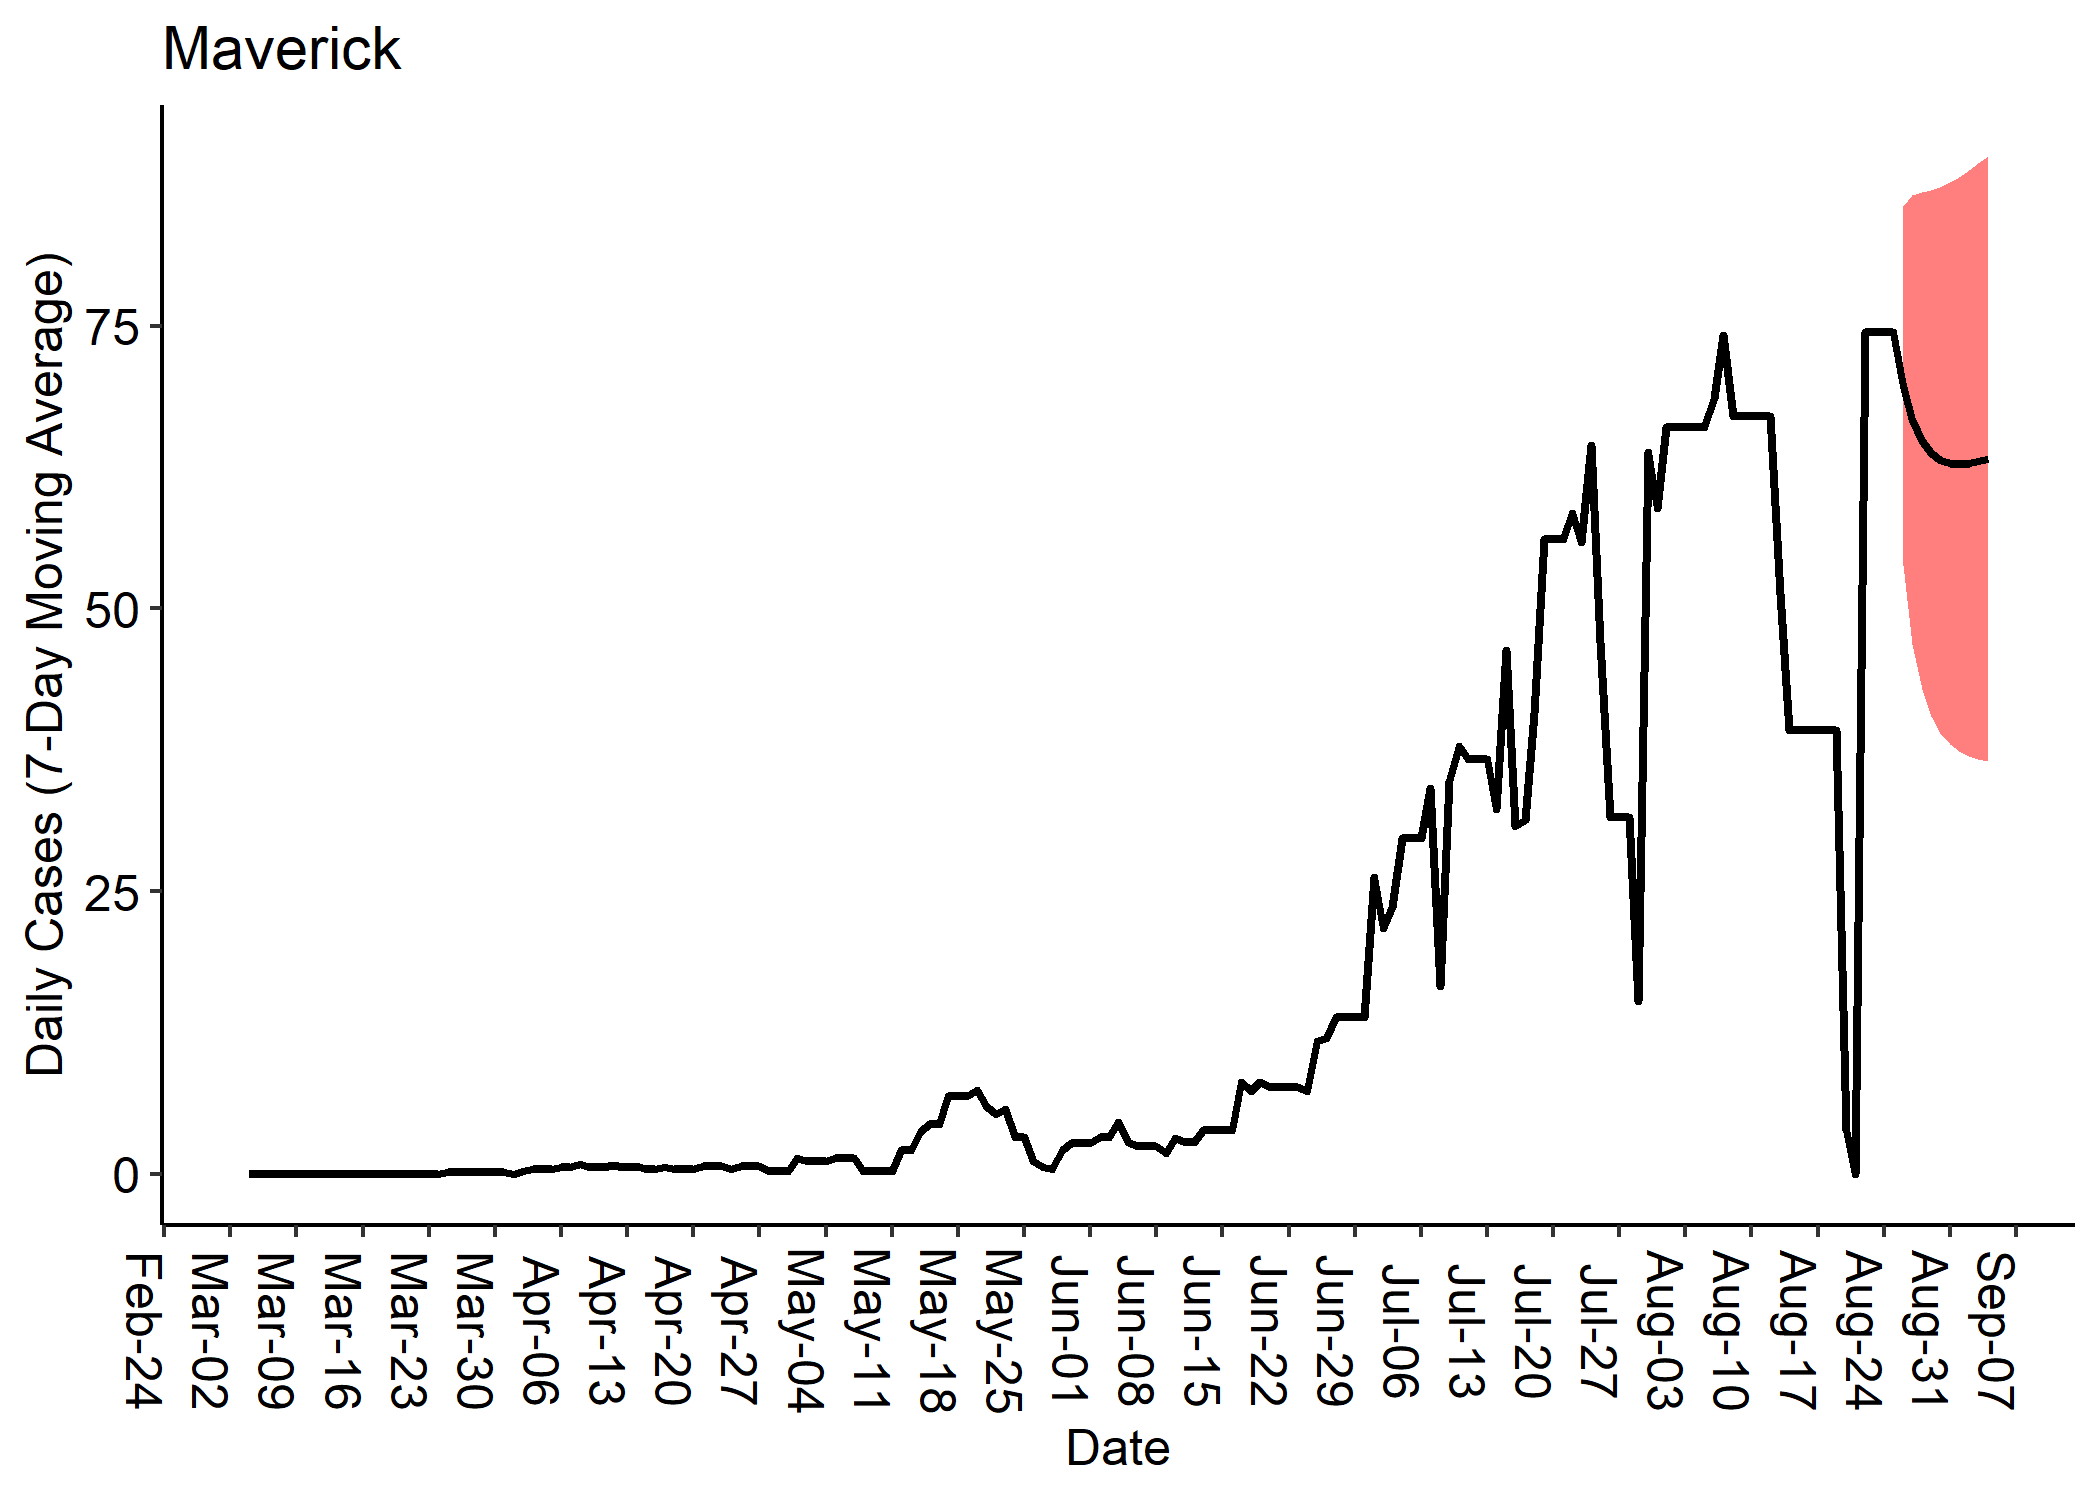 Maverick
Daily Cases (7-Day Moving Average)
75
50
25
0
Feb-24
Mar-02
Mar-09
Mar-16
Mar-23
Mar-30
Apr-06
Apr-13
Apr-20
Apr-27
May-04
May-11
May-18
May-25
Jun-01
Jun-08
Jun-15
Jun-22
Jun-29
Jul-06
Jul-13
Jul-20
Jul-27
Aug-03
Aug-10
Aug-17
Aug-24
Aug-31
Sep-07
Date